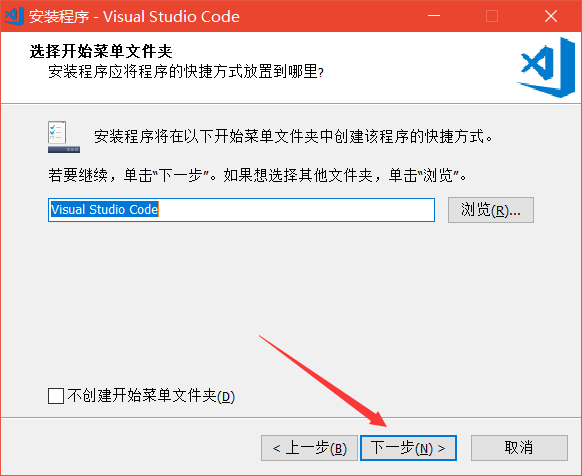 安装程序 - Visual Studio Code
选择开始菜单文件夹
安装程序应将程序的快捷方式放置到哪里?
安装程序将在以下开始菜单文件夹中创建该程序的快捷方式。
若要继续，单击“下一步”。如果想选择其他文件夹，单击“浏览”。
Visual Studio Code
浏览(R)...
不创建开始菜单文件夹(D)
< 上一步(B)
下一步(N) >
取消